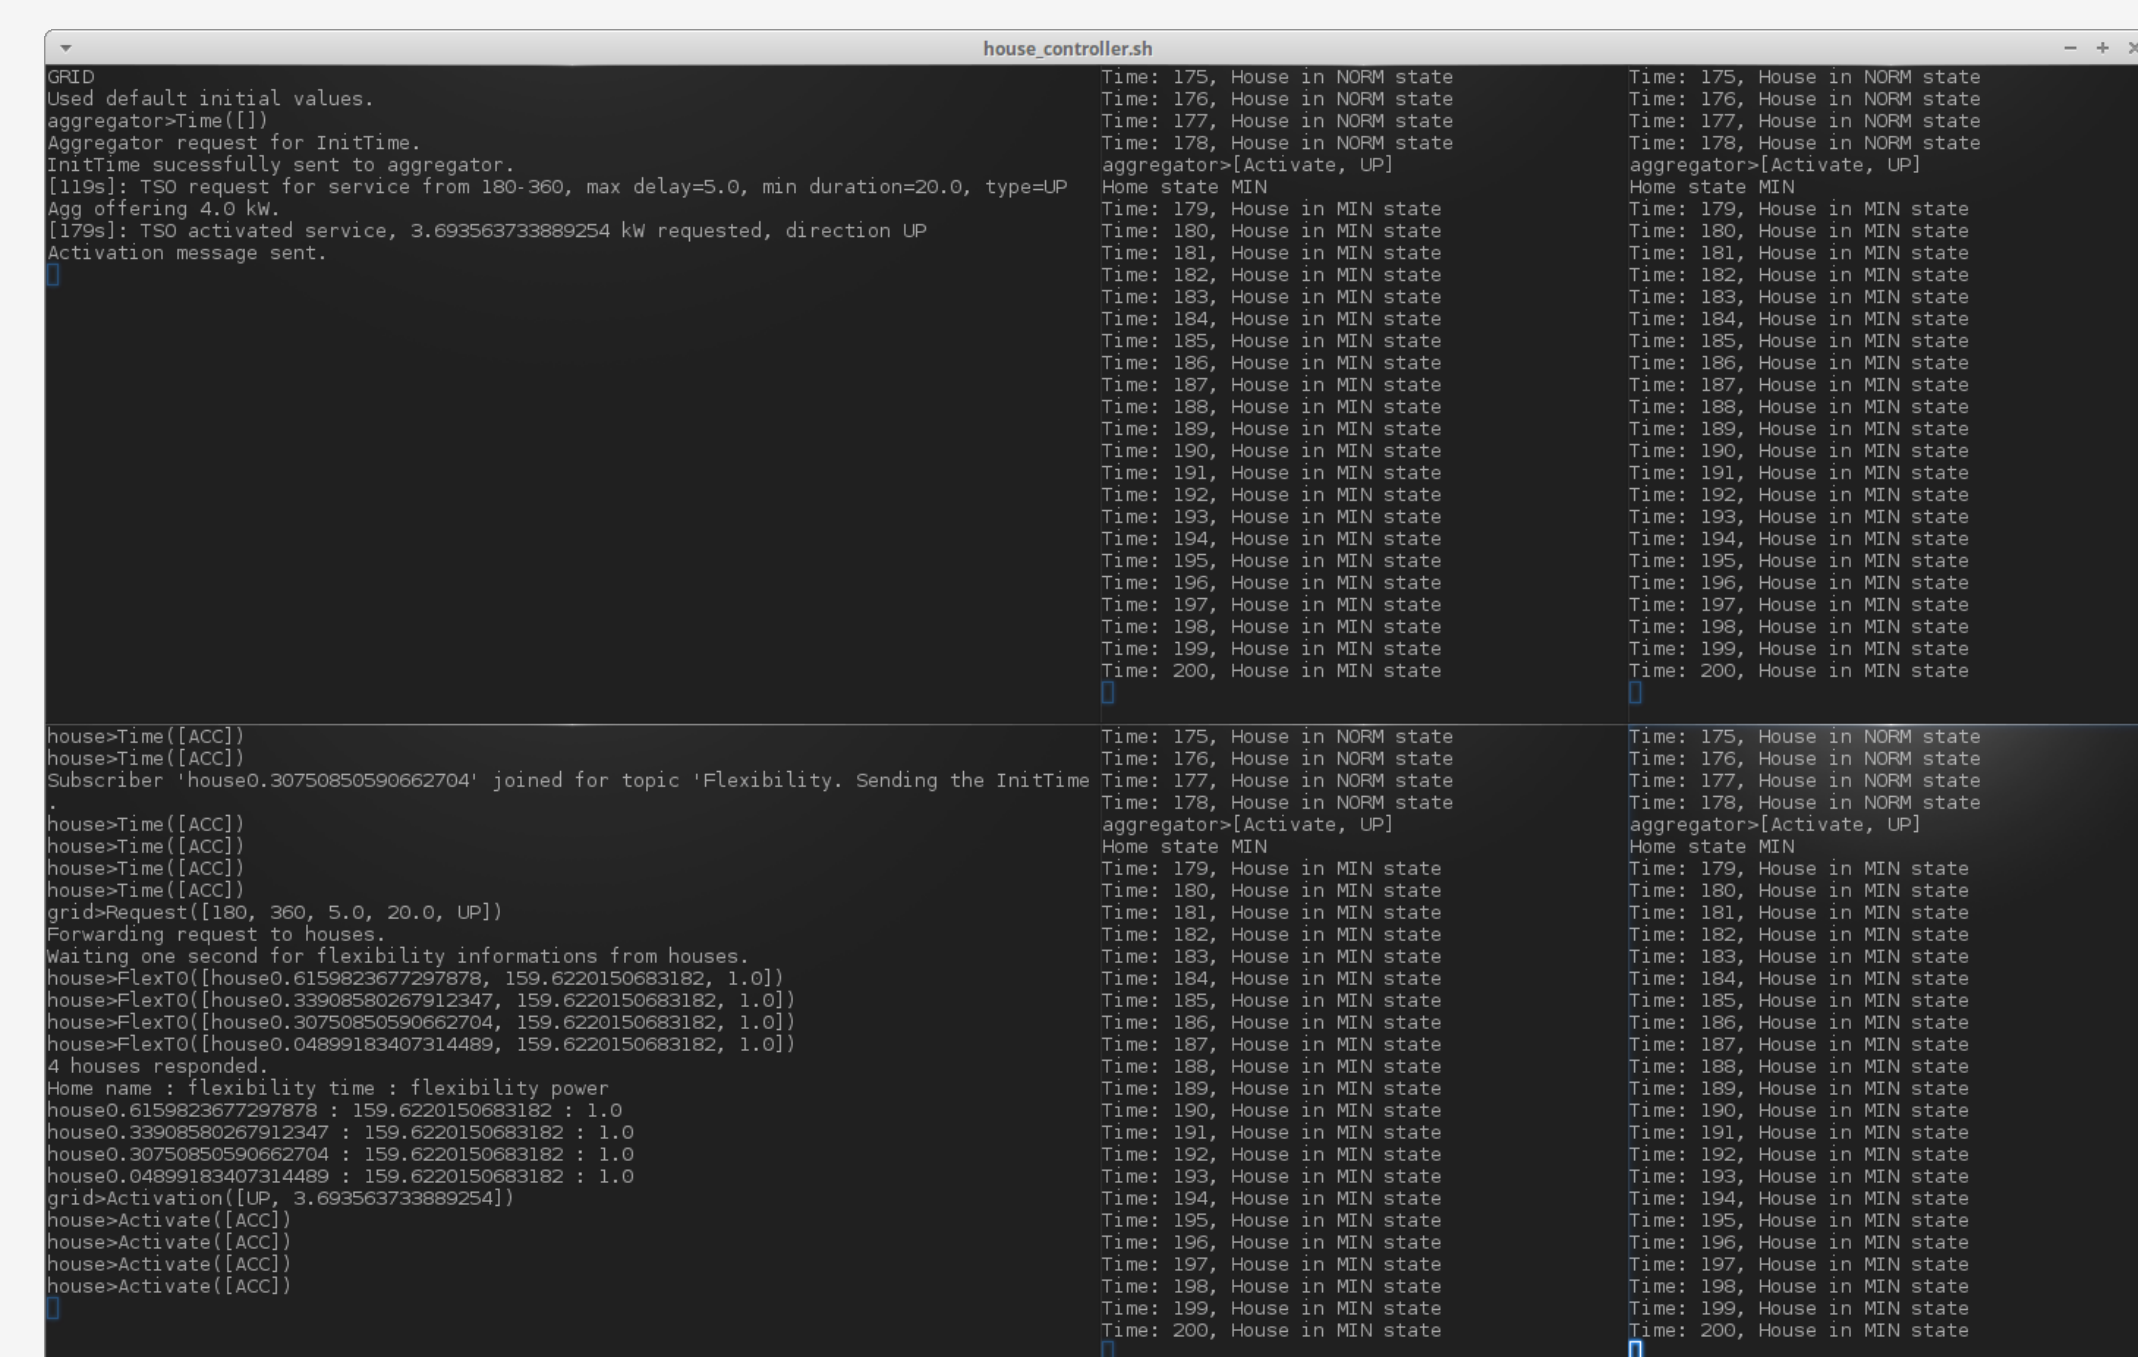 house_controller.sh
GRID
Used default initial values.
aggregator>Time([])
Aggregator request for InitTime.
InitTime sucessfully sent to aggregator.
[119s]: TSO request for service from 180-360, max delay=5.0, min duration=20.0, type=UP
Agg offering 4.0 kW.
[179s]: TSO activated service, 3.693563733889254 kW requested, direction UP
Activation message sent.
Time: 175, House in NORM state
Time: 176, House in NORM state
Time: 177, House in NORM state
Time: 178, House in NORM state
aggregator>[Activate, UP]
Home state MIN
Time: 179, House in MIN state
Time: 180, House in MIN state
Time: 181, House in MIN state
Time: 182, House in MIN state
Time: 183, House in MIN state
Time: 184, House in MIN state
Time: 185, House in MIN state
Time: 186, House in MIN state
Time: 187, House in MIN state
Time: 188, House in MIN state
Time: 189, House in MIN state
Time: 190, House in MIN state
Time: 191, House in MIN state
Time: 192, House in MIN state
Time: 193, House in MIN state
Time: 194, House in MIN state
Time: 195, House in MIN state
Time: 196, House in MIN state
Time: 197, House in MIN state
Time: 198, House in MIN state
Time: 199, House in MIN state
Time: 200, House in MIN state
Time: 175, House in NORM state
Time: 176, House in NORM state
Time: 177, House in NORM state
Time: 178, House in NORM state
aggregator>[Activate, UP]
Home state MIN
Time: 179, House in MIN state
Time: 180, House in MIN state
Time: 181, House in MIN state
Time: 182, House in MIN state
Time: 183, House in MIN state
Time: 184, House in MIN state
Time: 185, House in MIN state
Time: 186, House in MIN state
Time: 187, House in MIN state
Time: 188, House in MIN state
Time: 189, House in MIN state
Time: 190, House in MIN state
Time: 191, House in MIN state
Time: 192, House in MIN state
Time: 193, House in MIN state
Time: 194, House in MIN state
Time: 195, House in MIN state
Time: 196, House in MIN state
Time: 197, House in MIN state
Time: 198, House in MIN state
Time: 199, House in MIN state
Time: 200, House in MIN state
house>Time([ACC])
house>Time([ACC])
Subscriber 'house0.30750850590662704' joined for topic 'Flexibility. Sending the InitTime
.
house>Time([ACC])
house>Time([ACC])
house>Time([ACC])
house>Time([ACC])
grid>Request([180, 360, 5.0, 20.0, UP])
Forwarding request to houses.
Waiting one second for flexibility informations from houses.
house>FlexT0([house0.6159823677297878, 159.6220150683182, 1.0])
house>FlexT0([house0.33908580267912347, 159.6220150683182, 1.0])
house>FlexT0([house0.30750850590662704, 159.6220150683182, 1.0])
house>FlexT0([house0.04899183407314489, 159.6220150683182, 1.0])
4 houses responded.
Home name : flexibility time : flexibility power
house0.6159823677297878 : 159.6220150683182 : 1.0
house0.33908580267912347 : 159.6220150683182 : 1.0
house0.30750850590662704 : 159.6220150683182 : 1.0
house0.04899183407314489 : 159.6220150683182 : 1.0
grid>Activation([UP, 3.693563733889254])
house>Activate([ACC])
house>Activate([ACC])
house>Activate([ACC])
house>Activate([ACC])
Time: 175, House in NORM state
Time: 176, House in NORM state
Time: 177, House in NORM state
Time: 178, House in NORM state
aggregator>[Activate, UP]
Home state MIN
Time: 179, House in MIN state
Time: 180, House in MIN state
Time: 181, House in MIN state
Time: 182, House in MIN state
Time: 183, House in MIN state
Time: 184, House in MIN state
Time: 185, House in MIN state
Time: 186, House in MIN state
Time: 187, House in MIN state
Time: 188, House in MIN state
Time: 189, House in MIN state
Time: 190, House in MIN state
Time: 191, House in MIN state
Time: 192, House in MIN state
Time: 193, House in MIN state
Time: 194, House in MIN state
Time: 195, House in MIN state
Time: 196, House in MIN state
Time: 197, House in MIN state
Time: 198, House in MIN state
Time: 199, House in MIN state
Time: 200, House in MIN state
Time: 175, House in NORM state
Time: 176, House in NORM state
Time: 177, House in NORM state
Time: 178, House in NORM state
aggregator>[Activate, UP]
Home state MIN
Time: 179, House in MIN state
Time: 180, House in MIN state
Time: 181, House in MIN state
Time: 182, House in MIN state
Time: 183, House in MIN state
Time: 184, House in MIN state
Time: 185, House in MIN state
Time: 186, House in MIN state
Time: 187, House in MIN state
Time: 188, House in MIN state
Time: 189, House in MIN state
Time: 190, House in MIN state
Time: 191, House in MIN state
Time: 192, House in MIN state
Time: 193, House in MIN state
Time: 194, House in MIN state
Time: 195, House in MIN state
Time: 196, House in MIN state
Time: 197, House in MIN state
Time: 198, House in MIN state
Time: 199, House in MIN state
Time: 200, House in MIN state